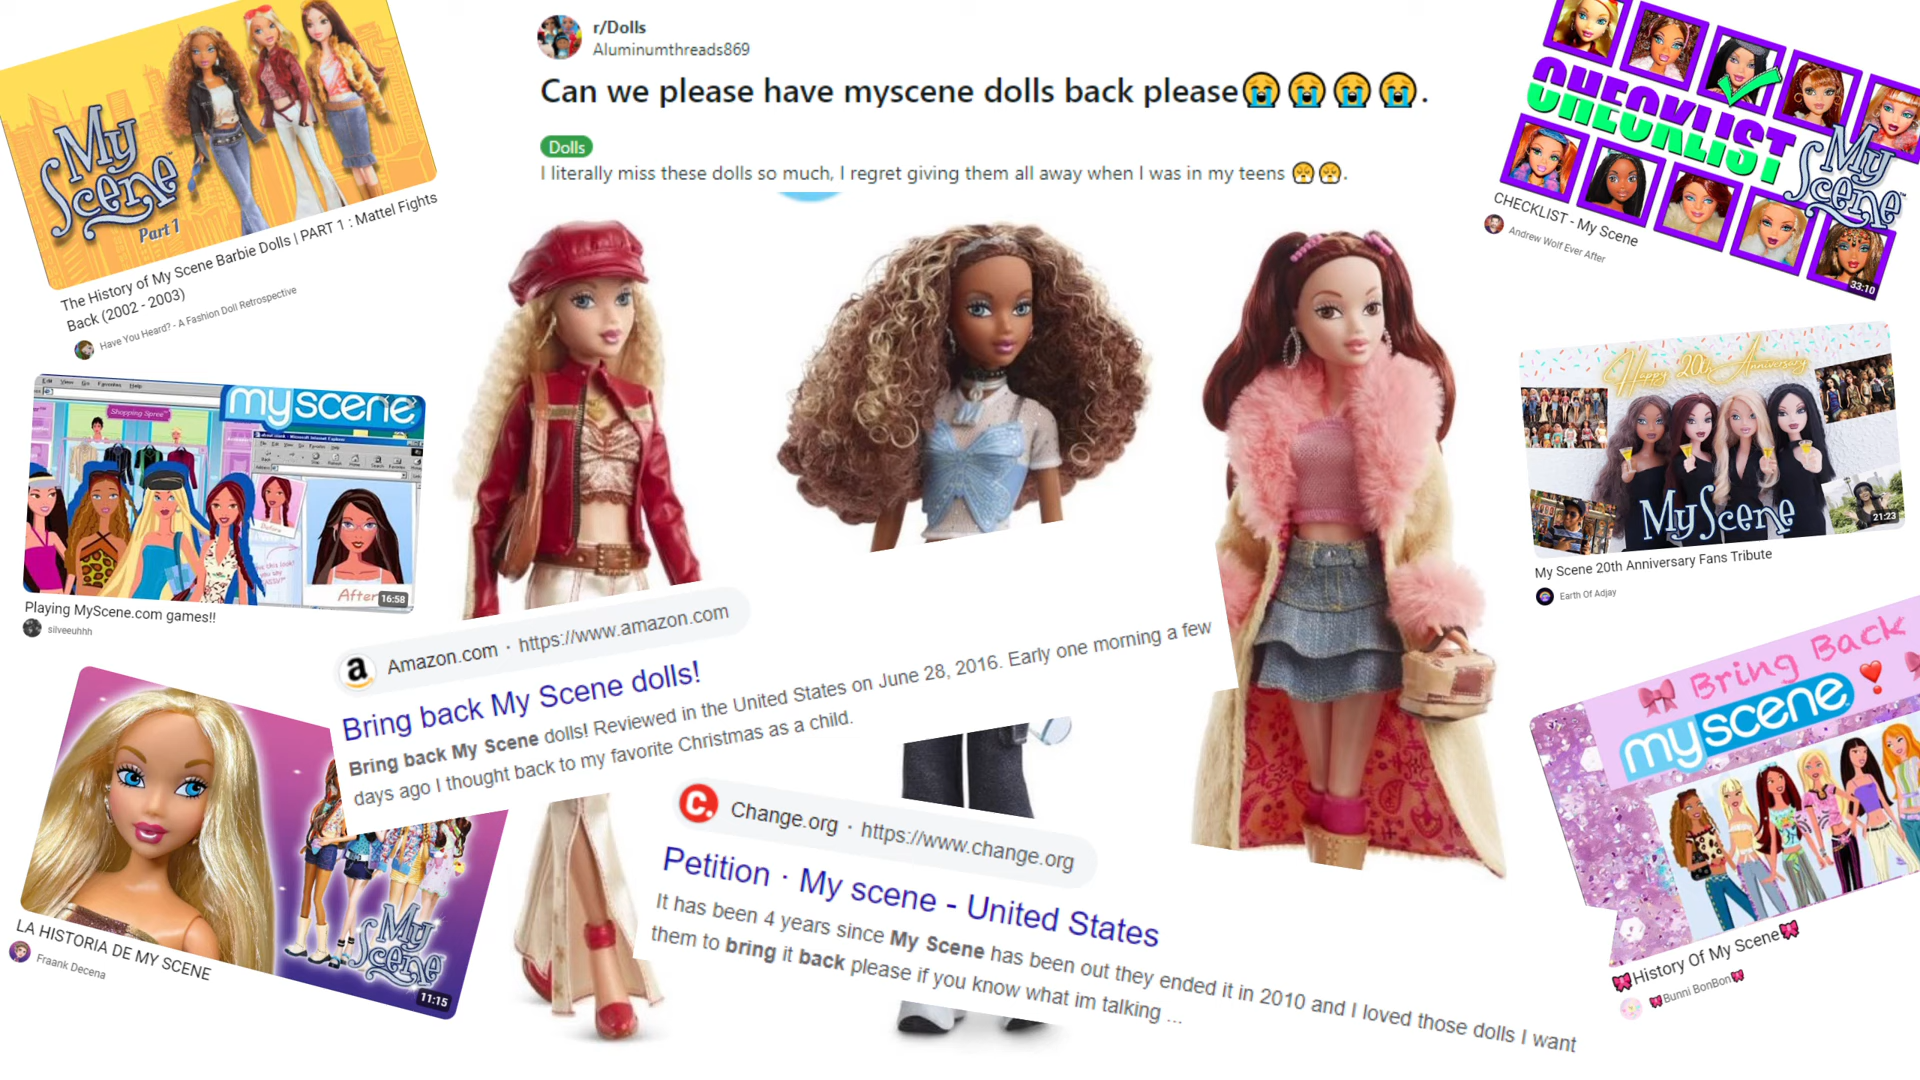 My
Scene
Part 1
The History of My Scene Barbie Dolls | PART 1 : Mattel Fights
Back (2002 - 2003)
Have You Heard? - A Fashion Doll Retrospective
r/Dolls
Aluminumthreads869
Can we please have myscene dolls back please😭😭😭😭.
Dolls
I literally miss these dolls so much, I regret giving them all away when I was in my teens 😢😢.
CHECKLIST
My
Scene
33:10
CHECKLIST - My Scene
Andrew Wolf Ever After
Edit View Go Favorites Help
Shopping Spree
myscene
Before
After
16:58
Playing MyScene.com games!!
silveeuhhh
Happy 20th Anniversary
My Scene
21:23
My Scene 20th Anniversary Fans Tribute
Earth Of Adjay
Amazon.com · https://www.amazon.com
Bring back My Scene dolls!
Bring back My Scene dolls! Reviewed in the United States on June 28, 2016. Early one morning a few
days ago I thought back to my favorite Christmas as a child.
Change.org · https://www.change.org
Petition · My scene - United States
It has been 4 years since My Scene has been out they ended it in 2010 and I loved those dolls I want
them to bring it back please if you know what im talking ...
My
Scene
11:15
LA HISTORIA DE MY SCENE
Fraank Decena
Bring Back
myscene
🎀History Of My Scene🎀
🎀Bunni BonBon🎀